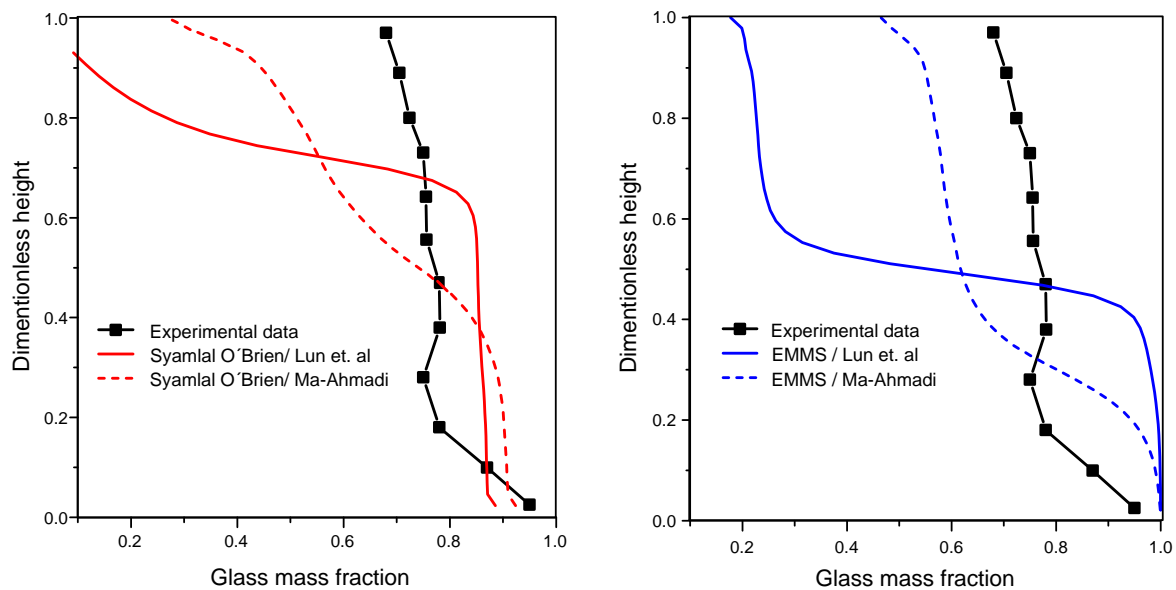 1.0
0.8
0.6
0.4
0.2
0.0
Dimentionless height
Experimental data
Syamlal O´Brien/ Lun et. al
Syamlal O´Brien/ Ma-Ahmadi
0.2
0.4
0.6
0.8
1.0
Glass mass fraction
1.0
0.8
0.6
0.4
0.2
0.0
Dimentionless height
Experimental data
EMMS / Lun et. al
EMMS / Ma-Ahmadi
0.2
0.4
0.6
0.8
1.0
Glass mass fraction